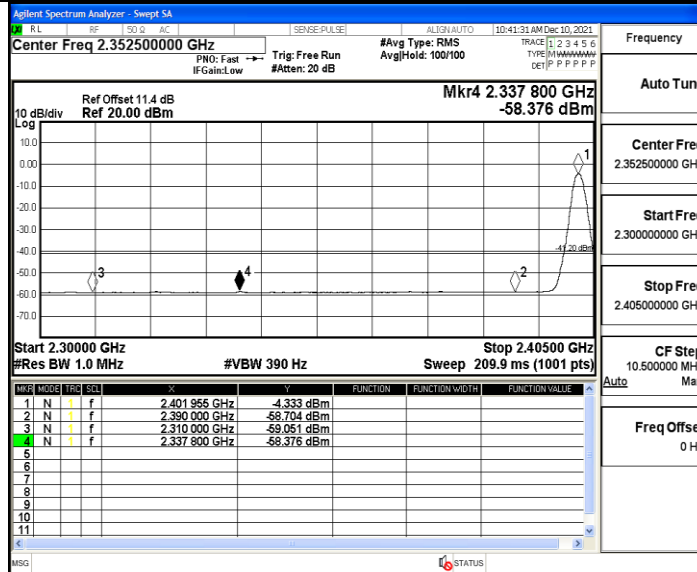 Agilent Spectrum Analyzer - Swept SA
RL RF 50 Ω AC SENSE:PULSE ALIGNAUTO 10:41:31 AM Dec 10, 2021
Center Freq 2.352500000 GHz #Avg Type: RMS TRACE 1 2 3 4 5 6
PNO: Fast Trig: Free Run Avg|Hold: 100/100 TYPE M WWWWW
IFGain:Low #Atten: 20 dB DET P P P P P P
Ref Offset 11.4 dB Mkr4 2.337 800 GHz
10 dB/div Ref 20.00 dBm -58.376 dBm
Log
10.0
0.00
-10.0
-20.0
-30.0
-40.0
-50.0
-60.0
-70.0
1
-41.20 dBm
3
4
2
Start 2.30000 GHz Stop 2.40500 GHz
#Res BW 1.0 MHz #VBW 390 Hz Sweep 209.9 ms (1001 pts)
MKR MODE TRC SCL X Y FUNCTION FUNCTION WIDTH FUNCTION VALUE
1 N 1 f 2.401 955 GHz -4.333 dBm
2 N 1 f 2.390 000 GHz -58.704 dBm
3 N 1 f 2.310 000 GHz -59.051 dBm
4 N 1 f 2.337 800 GHz -58.376 dBm
5
6
7
8
9
10
11
MSG STATUS
Frequency
Auto Tun
Center Fre
2.352500000 GH
Start Fre
2.300000000 GH
Stop Fre
2.405000000 GH
CF Ste
10.500000 MH
Auto Ma
Freq Offse
0 H